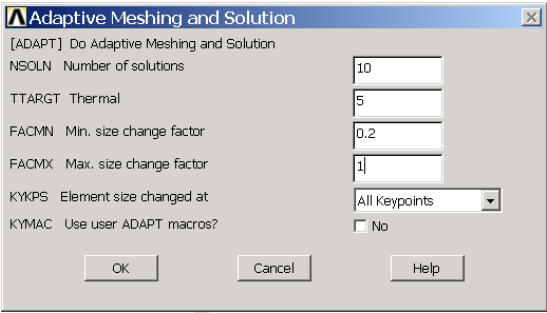 Adaptive Meshing and Solution
[ADAPT] Do Adaptive Meshing and Solution
NSOLN Number of solutions 10
TTARGT Thermal 5
FACMN Min. size change factor 0.2
FACMX Max. size change factor 1
KYKPS Element size changed at All Keypoints
KYMAC Use user ADAPT macros? No
OK Cancel Help